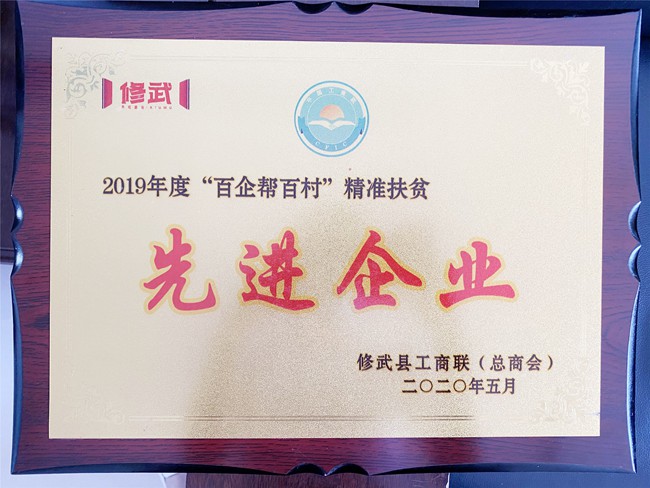 修武
2019年度“百企帮百村”精准扶贫
先进企业
修武县工商联（总商会）
二〇二〇年五月